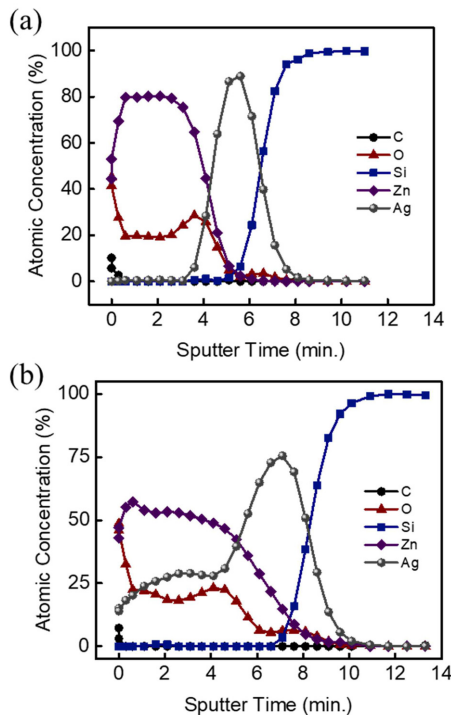 (a)
Atomic Concentration (%)
100
80
60
40
20
0
C
O
Si
Zn
Ag
0 2 4 6 8 10 12 14
Sputter Time (min.)
(b)
Atomic Concentration (%)
100
75
50
25
0
C
O
Si
Zn
Ag
0 2 4 6 8 10 12 14
Sputter Time (min.)